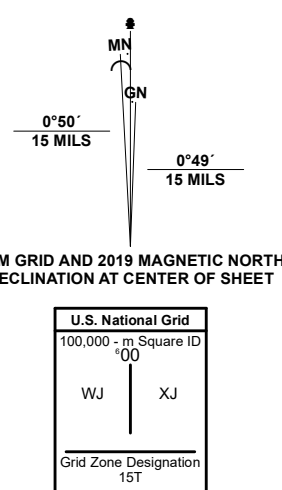 MN
GN
0°50´
15 MILS
0°49´
15 MILS
M GRID AND 2019 MAGNETIC NORTH
ECLINATION AT CENTER OF SHEET
U.S. National Grid
100,000 - m Square ID
⁶00
WJ XJ
Grid Zone Designation
15T